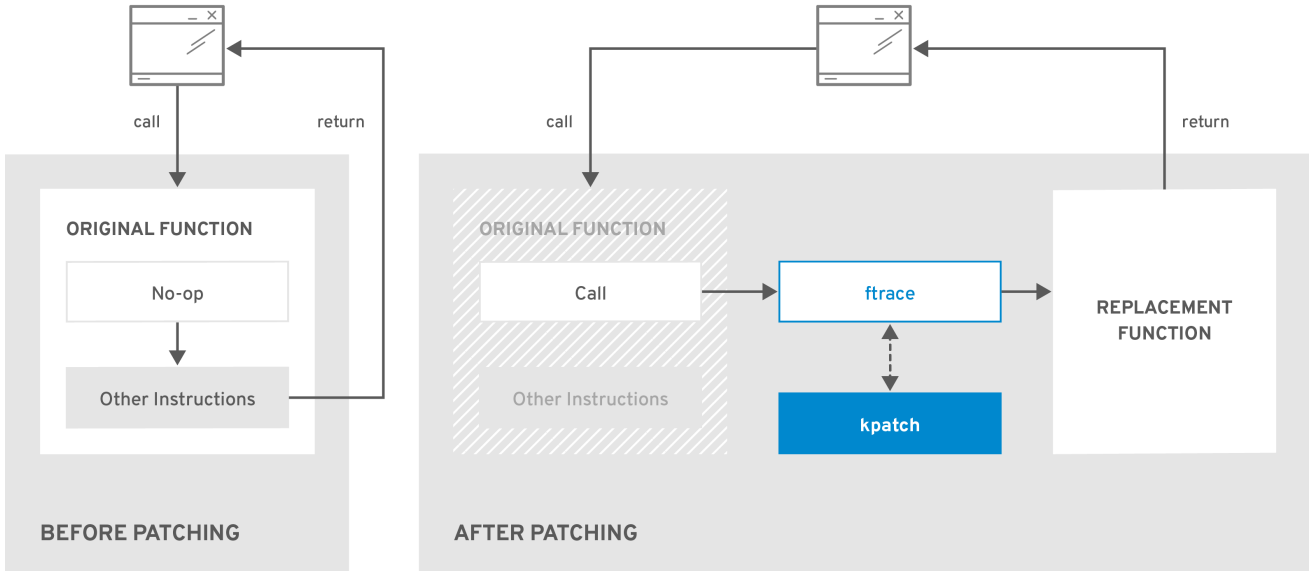 call
return
ORIGINAL FUNCTION
No-op
Other Instructions
BEFORE PATCHING
call
return
ORIGINAL FUNCTION
Call
ftrace
REPLACEMENT
FUNCTION
Other Instructions
kpatch
AFTER PATCHING